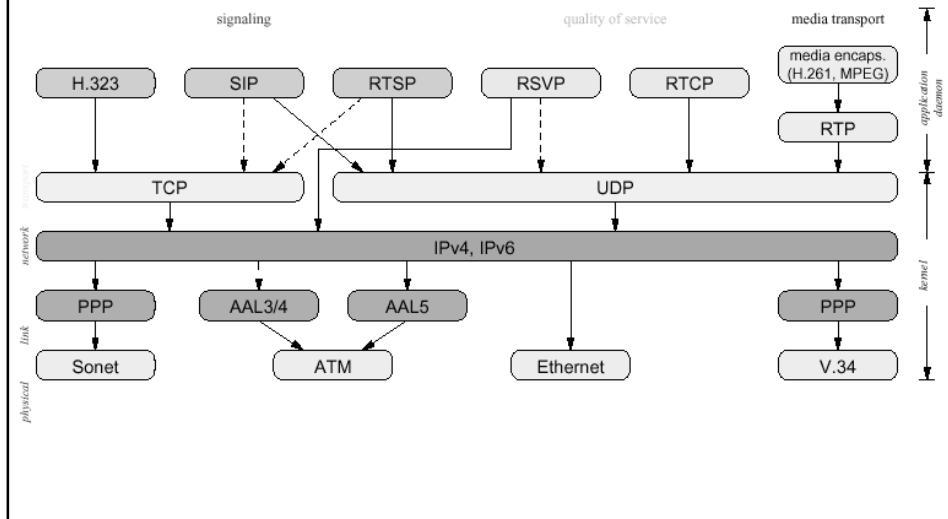 signaling quality of service media transport
media encaps.
(H.261, MPEG)
H.323 SIP RTSP RSVP RTCP
RTP
TCP UDP
IPv4, IPv6
PPP AAL3/4 AAL5 PPP
Sonet ATM Ethernet V.34
transport
network
link
physical
application
daemon
kernel